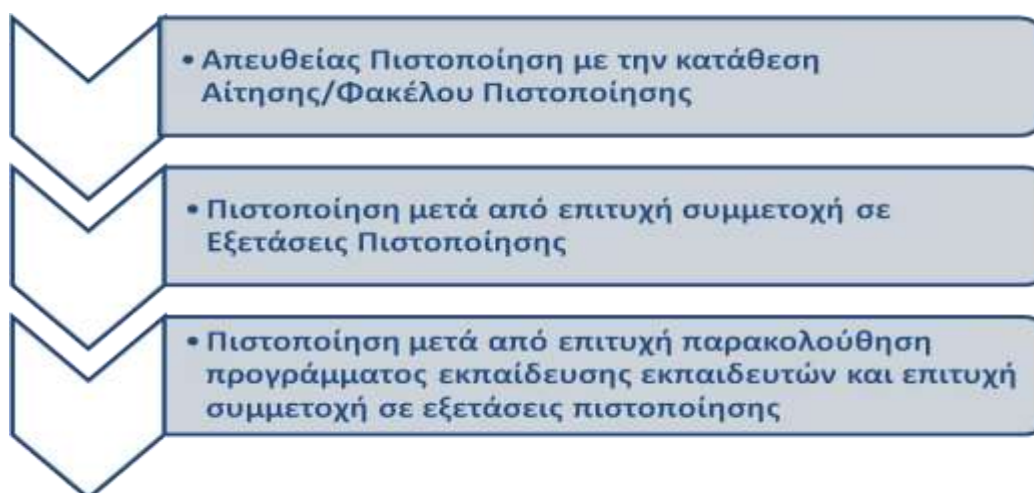 • Απευθείας Πιστοποίηση με την κατάθεση
Αίτησης/Φακέλου Πιστοποίησης
• Πιστοποίηση μετά από επιτυχή συμμετοχή σε
Εξετάσεις Πιστοποίησης
• Πιστοποίηση μετά από επιτυχή παρακολούθηση
προγράμματος εκπαίδευσης εκπαιδευτών και επιτυχή
συμμετοχή σε εξετάσεις πιστοποίησης